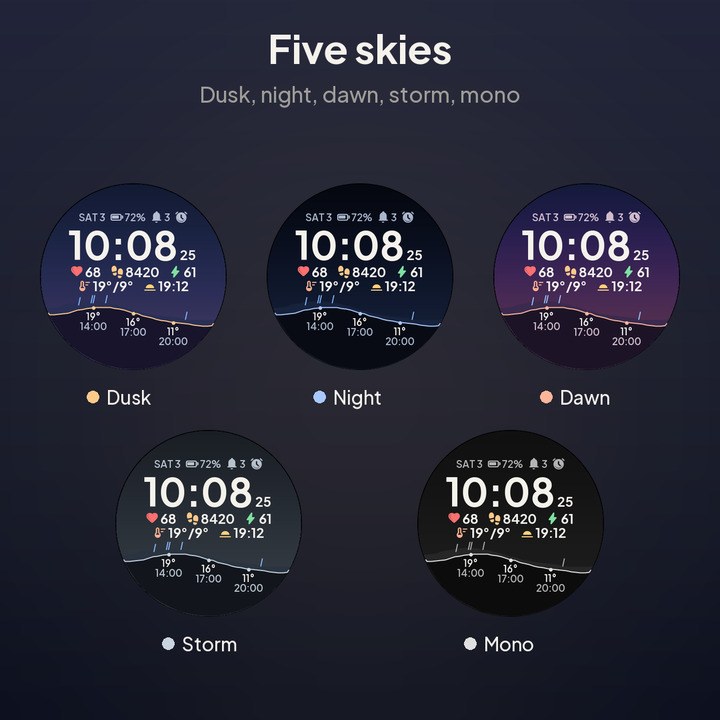 Five skies
Dusk, night, dawn, storm, mono
SAT 3 72% 3
10:08 25
68 8420 61
19°/9° 19:12
19° 16° 11°
14:00 17:00 20:00
SAT 3 72% 3
10:08 25
68 8420 61
19°/9° 19:12
19° 16° 11°
14:00 17:00 20:00
SAT 3 72% 3
10:08 25
68 8420 61
19°/9° 19:12
19° 16° 11°
14:00 17:00 20:00
Dusk
Night
Dawn
SAT 3 72% 3
10:08 25
68 8420 61
19°/9° 19:12
19° 16° 11°
14:00 17:00 20:00
SAT 3 72% 3
10:08 25
68 8420 61
19°/9° 19:12
19° 16° 11°
14:00 17:00 20:00
Storm
Mono